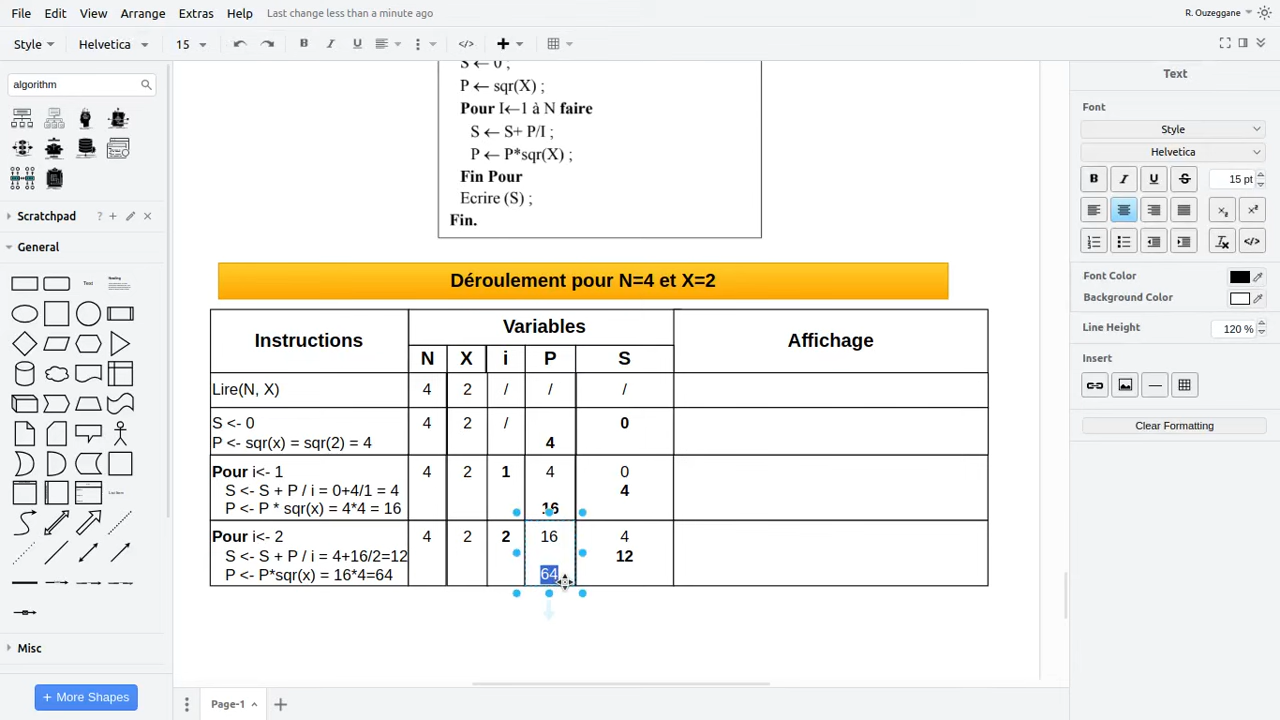 File Edit View Arrange Extras Help Last change less than a minute ago R. Ouzeggane
Style Helvetica 15 B I U </>
algorithm
Scratchpad ? +
General
Text
Misc
+ More Shapes
S ← 0 ;
P ← sqr(X) ;
Pour I←1 à N faire
S ← S+ P/I ;
P ← P*sqr(X) ;
Fin Pour
Ecrire (S) ;
Fin.
Déroulement pour N=4 et X=2
Instructions Variables Affichage
N X i P S
Lire(N, X) 4 2 / / /
S <- 0 4 2 / 0
P <- sqr(x) = sqr(2) = 4 4
Pour i<- 1 4 2 1 4 0
S <- S + P / i = 0+4/1 = 4 4
P <- P * sqr(x) = 4*4 = 16 16
Pour i<- 2 4 2 2 16 4
S <- S + P / i = 4+16/2=12 12
P <- P*sqr(x) = 16*4=64 64
Page-1
Text
Font
Style
Helvetica
B I U S 15 pt
Font Color
Background Color
Line Height 120 %
Insert
Clear Formatting